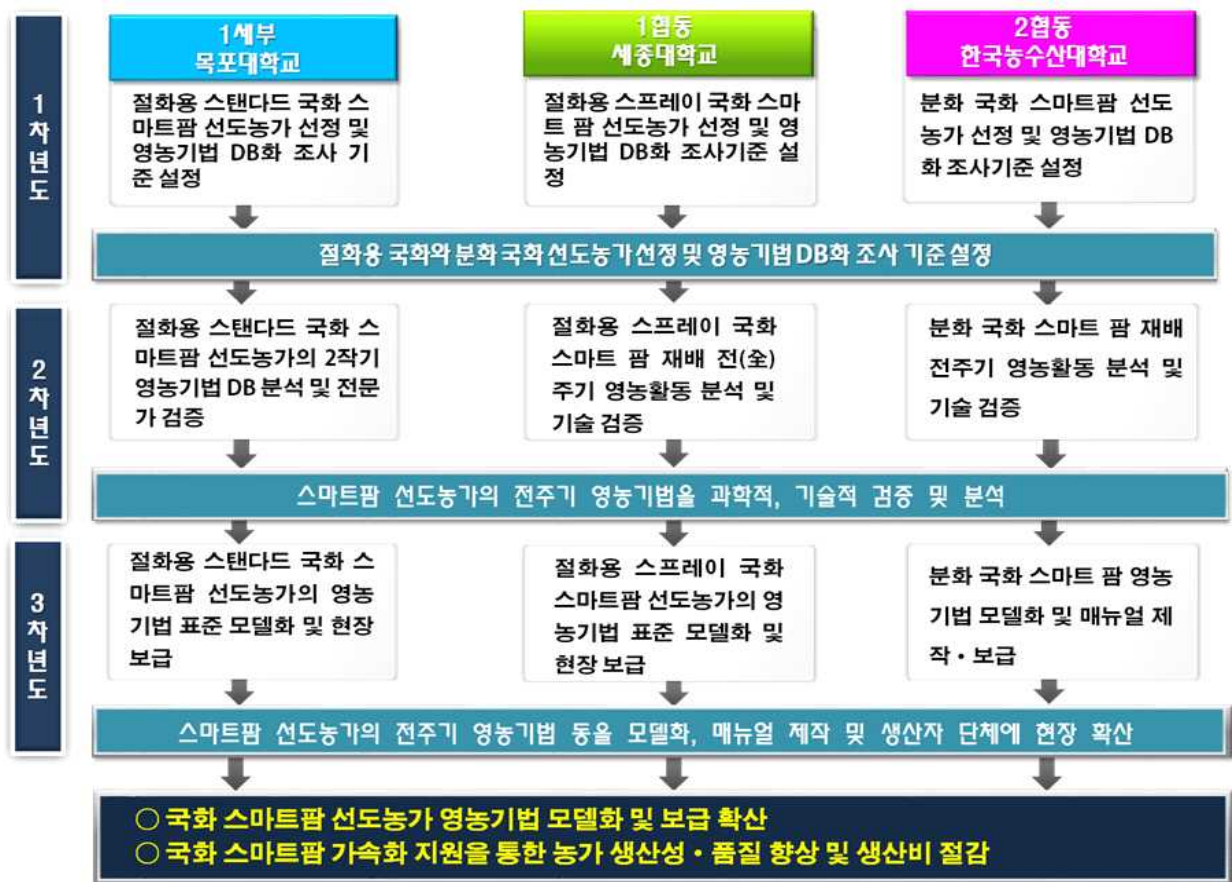 1세부
목포대학교
1협동
세종대학교
2협동
한국농수산대학교
1차년도
절화용 스탠다드 국화 스
마트팜 선도농가 선정 및
영농기법 DB화 조사 기
준 설정
절화용 스프레이 국화 스마
트 팜 선도농가 선정 및 영
농기법 DB화 조사기준 설
정
분화 국화 스마트팜 선도
농가 선정 및 영농기법 DB
화 조사기준 설정
절화용 국화와 분화 국화 선도농가 선정 및 영농기법 DB화 조사 기준 설정
2차년도
절화용 스탠다드 국화 스
마트팜 선도농가의 2작기
영농기법 DB 분석 및 전문
가 검증
절화용 스프레이 국화
스마트 팜 재배 전(全)
주기 영농활동 분석 및
기술 검증
분화 국화 스마트 팜 재배
전주기 영농활동 분석 및
기술 검증
스마트팜 선도농가의 전주기 영농기법을 과학적, 기술적 검증 및 분석
3차년도
절화용 스탠다드 국화 스
마트팜 선도농가의 영농
기법 표준 모델화 및 현장
보급
절화용 스프레이 국화
스마트팜 선도농가의 영
농기법 표준 모델화 및
현장 보급
분화 국화 스마트 팜 영농
기법 모델화 및 매뉴얼 제
작・보급
스마트팜 선도농가의 전주기 영농기법 등을 모델화, 매뉴얼 제작 및 생산자 단체에 현장 확산
○ 국화 스마트팜 선도농가 영농기법 모델화 및 보급 확산
○ 국화 스마트팜 가속화 지원을 통한 농가 생산성・품질 향상 및 생산비 절감